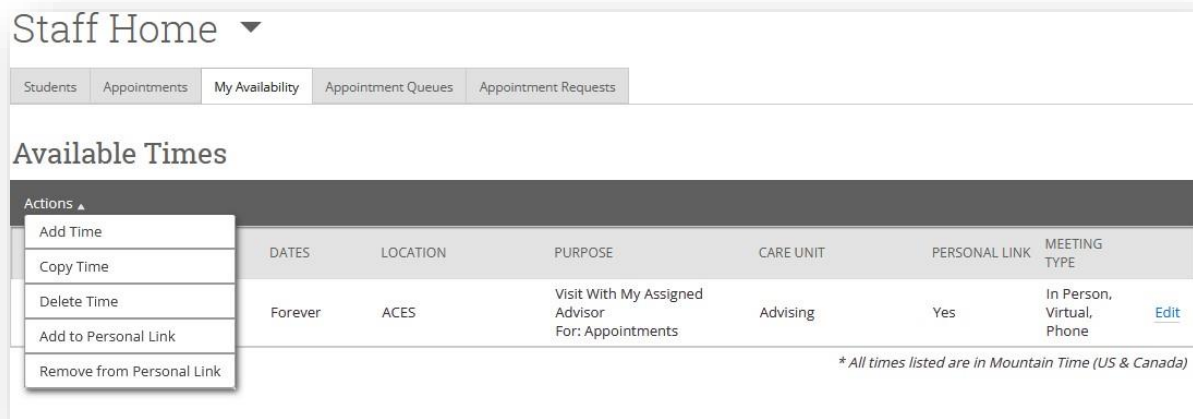 Staff Home
Students Appointments My Availability Appointment Queues Appointment Requests
Available Times
Actions
Add Time
Copy Time
Delete Time
Add to Personal Link
Remove from Personal Link
DATES LOCATION PURPOSE CARE UNIT PERSONAL LINK MEETING TYPE
Forever ACES Visit With My Assigned
Advisor
For: Appointments
Advising Yes In Person,
Virtual,
Phone
Edit
* All times listed are in Mountain Time (US & Canada)